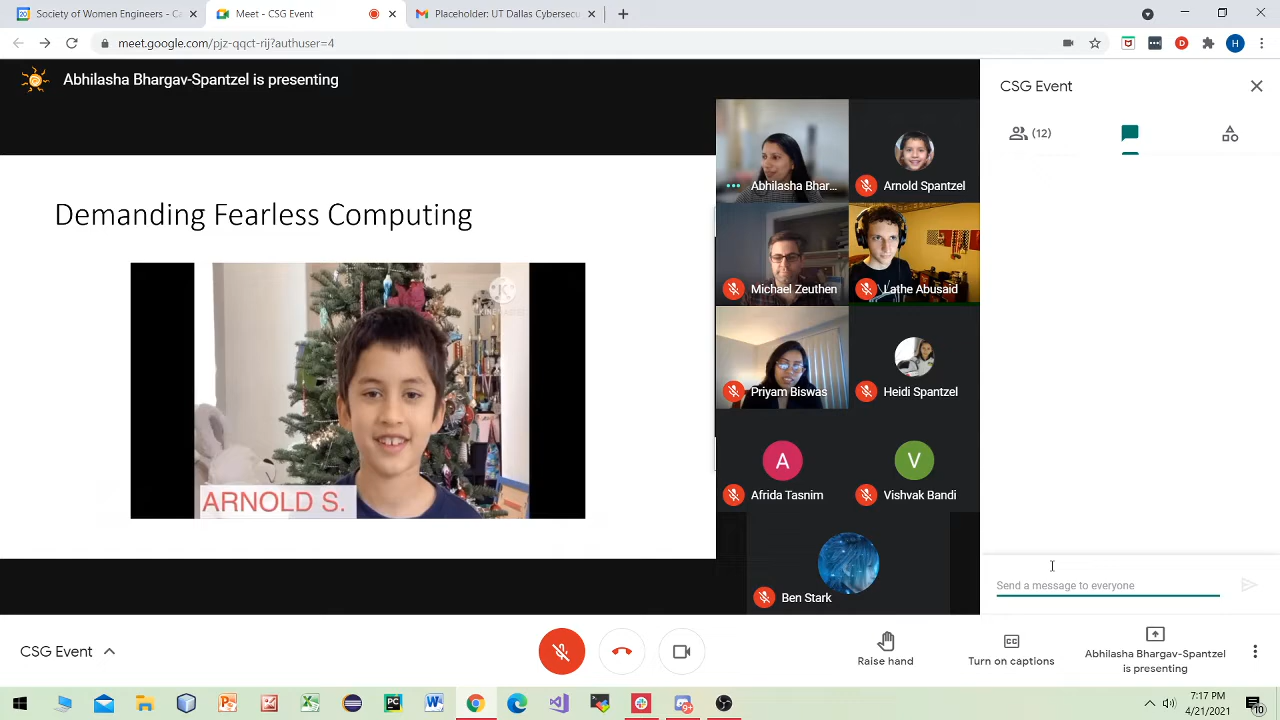 Society of Women Engineers - Ca
Meet - CSG Event
Placeholder: UT Dallas Cybersecu
meet.google.com/pjz-qqct-rij?authuser=4
D
H
Abhilasha Bhargav-Spantzel is presenting
CSG Event
(12)
Demanding Fearless Computing
ARNOLD S.
Abhilasha Bhar...
Arnold Spantzel
Michael Zeuthen
Lathe Abusaid
Priyam Biswas
Heidi Spantzel
A
V
Afrida Tasnim
Vishvak Bandi
Ben Stark
Send a message to everyone
CSG Event
Raise hand
CC
Turn on captions
Abhilasha Bhargav-Spantzel
is presenting
PC
7:17 PM
4/21/2021
10